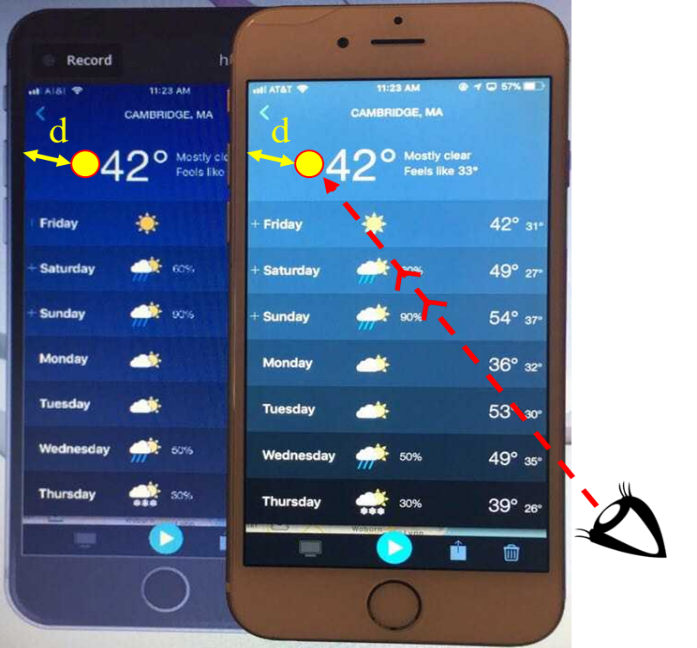 Record
AT&T 11:23 AM
CAMBRIDGE, MA
d
42° Mostly
Feels like
Friday
+ Saturday 60%
+ Sunday 90%
Monday
Tuesday
Wednesday 50%
Thursday 30%
AT&T 11:23 AM 57%
CAMBRIDGE, MA
d
42° Mostly clear
Feels like 33°
+ Friday 42° 31°
+ Saturday 49° 27°
+ Sunday 90% 54° 37°
Monday 36° 32°
Tuesday 53° 30°
Wednesday 50% 49° 35°
Thursday 30% 39° 26°